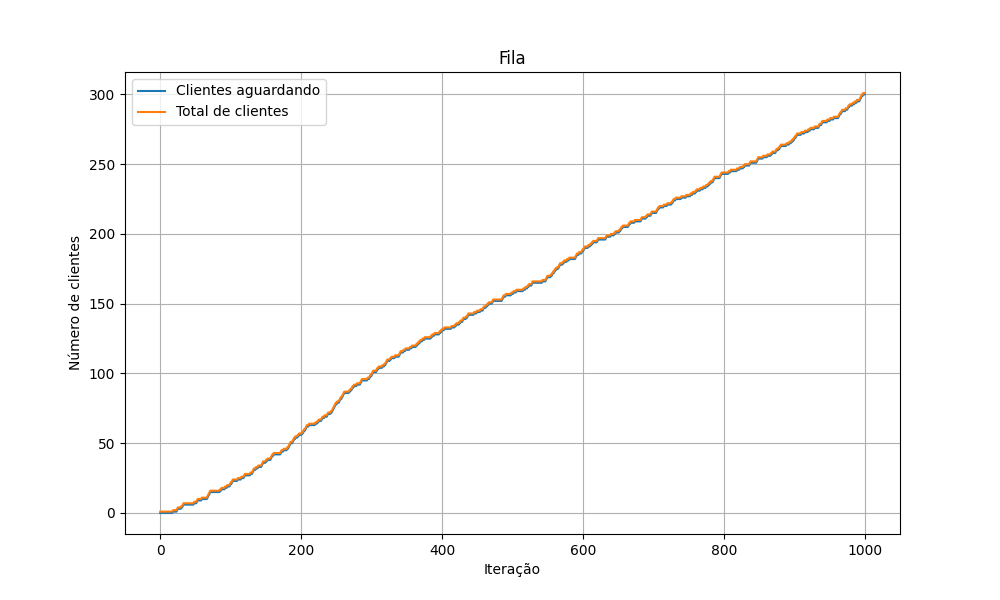 Fila
Clientes aguardando
Total de clientes
300
250
200
150
100
50
0
Número de clientes
0 200 400 600 800 1000
Iteração